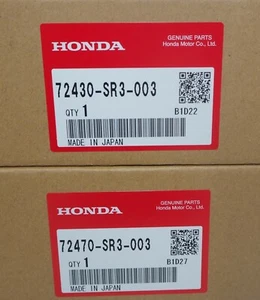 HONDA
GENUINE PARTS
Honda Motor Co., Ltd.
72430-SR3-003
QTY 1 B1D22
MADE IN JAPAN
HONDA
GENUINE PARTS
Honda Motor Co., Ltd.
72470-SR3-003
QTY 1 B1D27
MADE IN JAPAN